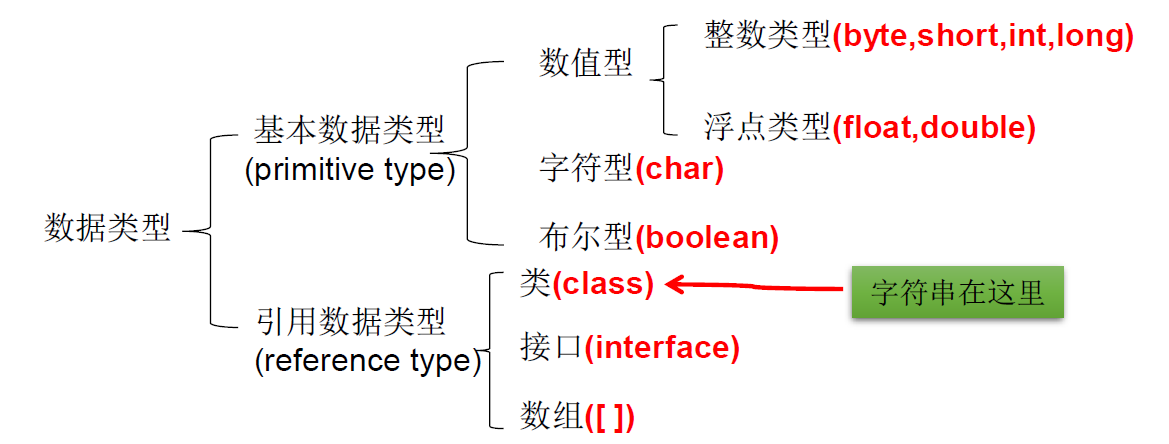 数据类型
基本数据类型
(primitive type)
数值型
整数类型(byte,short,int,long)
浮点类型(float,double)
字符型(char)
布尔型(boolean)
引用数据类型
(reference type)
类(class)
字符串在这里
接口(interface)
数组([ ])